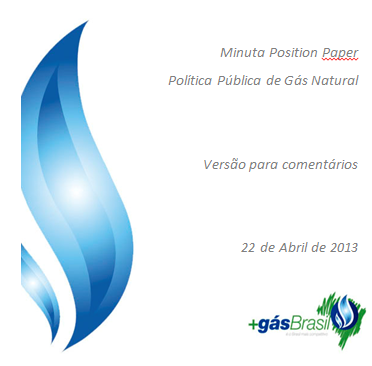 Minuta Position Paper
Política Pública de Gás Natural
Versão para comentários
22 de Abril de 2013
+gásBrasil